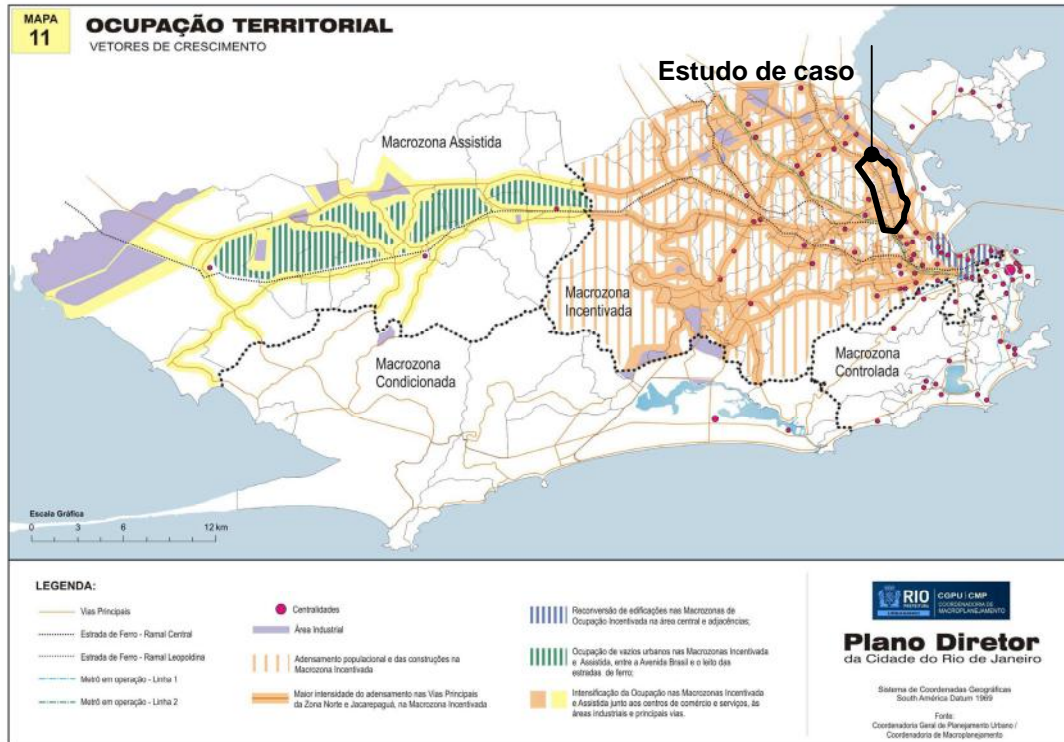 MAPA
11
OCUPAÇÃO TERRITORIAL
VETORES DE CRESCIMENTO
Estudo de caso
Macrozona Assistida
Macrozona
Incentivada
Macrozona
Condicionada
Macrozona
Controlada
Escala Gráfica
0 3 6 12 km
LEGENDA:
Vias Principais
Estrada de Ferro - Ramal Central
Estrada de Ferro - Ramal Leopoldina
Metrô em operação - Linha 1
Metrô em operação - Linha 2
Centralidades
Área Industrial
Adensamento populacional e das construções na
Macrozona Incentivada
Maior intensidade do adensamento nas Vias Principais
da Zona Norte e Jacarepaguá, na Macrozona Incentivada
Reconversão de edificações nas Macrozonas de
Ocupação Incentivada na área central e adjacências;
Ocupação de vazios urbanos nas Macrozonas Incentivada
e Assistida, entre a Avenida Brasil e o leito das
estradas de ferro;
Intensificação da Ocupação nas Macrozonas Incentivada
e Assistida junto aos centros de comércio e serviços, às
áreas industriais e principais vias.
RIO
PREFEITURA
CGPU | CMP
COORDENADORIA DE
MACROPLANEJAMENTO
Plano Diretor
da Cidade do Rio de Janeiro
Sistema de Coordenadas Geográficas
South América Datum 1969
Fonte:
Coordenadoria Geral de Planejamento Urbano /
Coordenadoria de Macroplanejamento